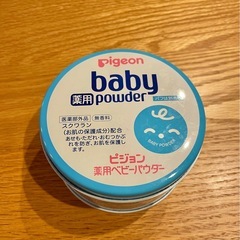 Pigeon
baby
薬用 powder
医薬部外品 無香料
スクワラン
(お肌の保護成分)配合
あせも・ただれ・おむつかぶ
れを防ぎ、お肌を保護しま
す。
BABY POWDER
ピジョン
薬用ベビーパウダー